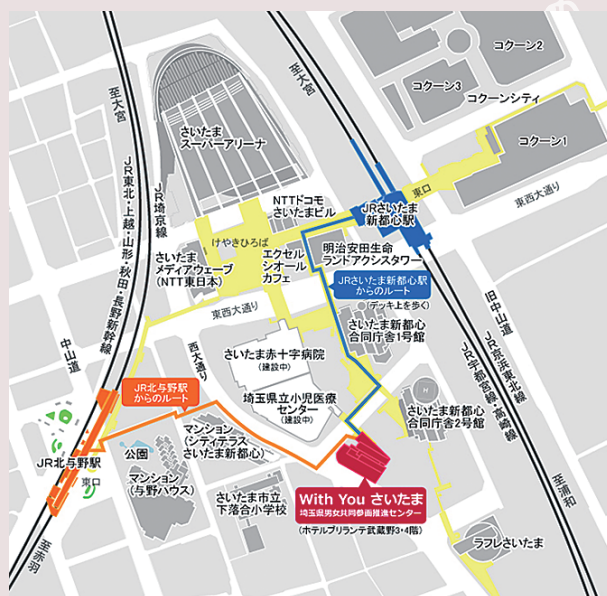 コクーン2
コクーン3
コクーンシティ
コクーン1
至大宮
至大宮
さいたま
スーパーアリーナ
JR東北・上越・山形・秋田・長野新幹線
JR埼京線
NTTドコモ
さいたまビル
東口
JRさいたま
新都心駅
東西大通り
けやきひろば
さいたま
メディアウェーブ
(NTT東日本)
エクセル
シオール
カフェ
明治安田生命
ランドアクシスタワー
JRさいたま新都心駅
からのルート
(デッキ上を歩く)
旧中山道
JR京浜東北線
JR宇都宮線・高崎線
東西大通り
中山道
西大通り
さいたま赤十字病院
(建設中)
さいたま新都心
合同庁舎1号館
JR北与野駅
からのルート
埼玉県立小児医療
センター
(建設中)
さいたま新都心
合同庁舎2号館
マンション
(シティテラス
さいたま新都心)
公園
JR北与野駅
東口
マンション
(与野ハウス)
さいたま市立
下落合小学校
With You さいたま
埼玉県男女共同参画推進センター
(ホテルブリランテ武蔵野3・4階)
至浦和
ラフレさいたま
至赤羽